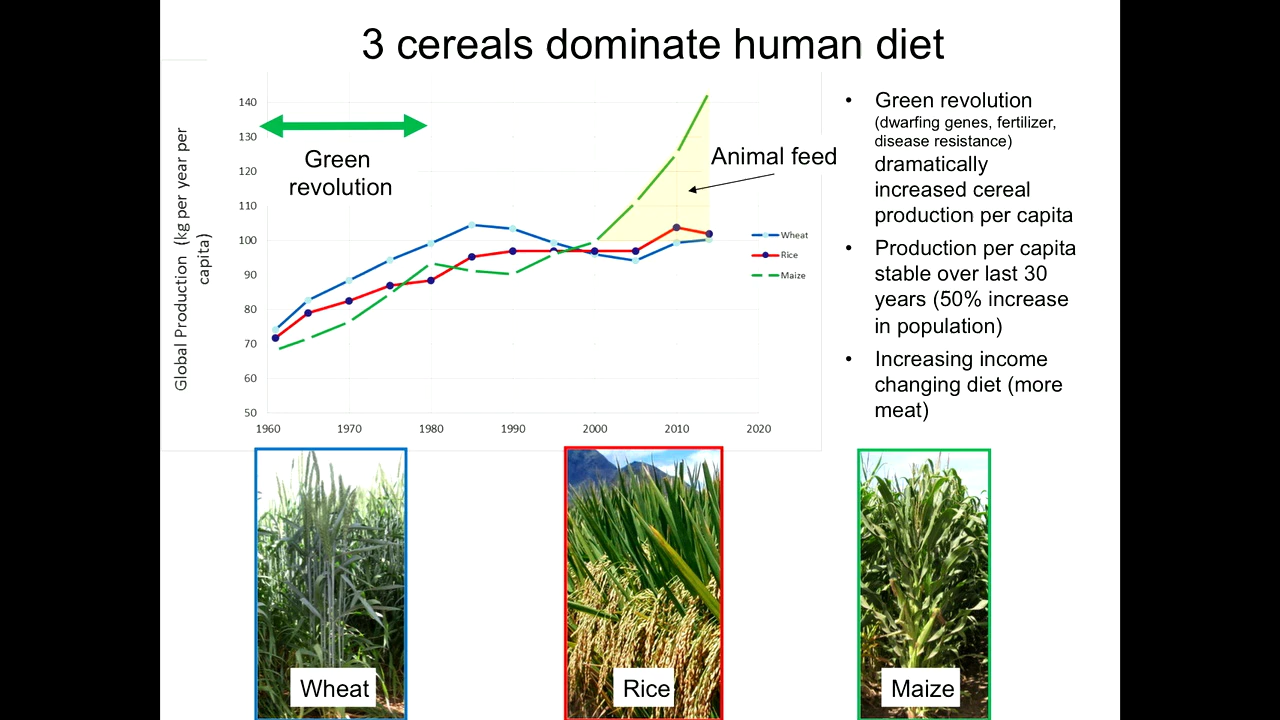 3 cereals dominate human diet
Global Production (kg per year per
capita)
140
130
120
110
100
90
80
70
60
50
1960
1970
1980
1990
2000
2010
2020
Green
revolution
Animal feed
Wheat
Rice
Maize
• Green revolution
(dwarfing genes, fertilizer,
disease resistance)
dramatically
increased cereal
production per capita
• Production per capita
stable over last 30
years (50% increase
in population)
• Increasing income
changing diet (more
meat)
Wheat
Rice
Maize